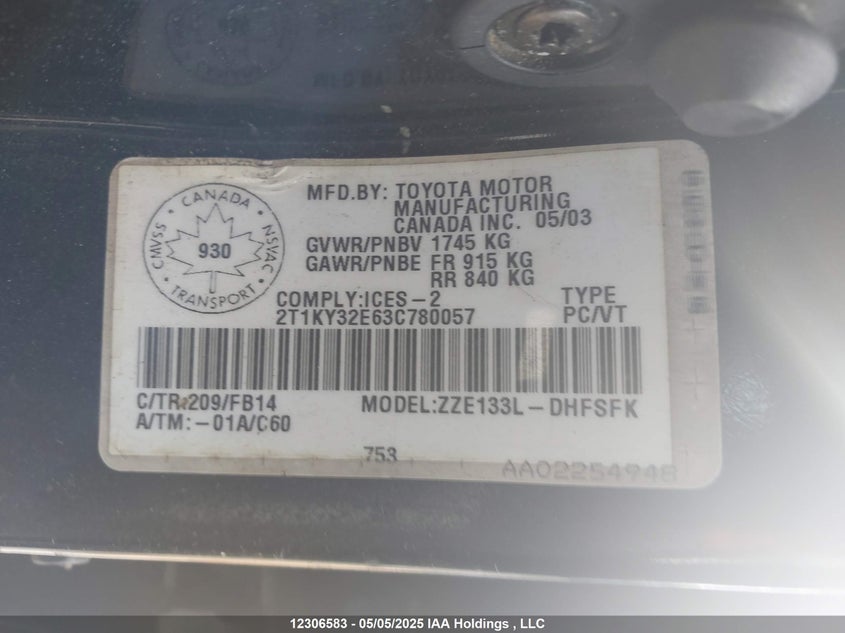 CANADA
CMVSS
NSVAC
930
TRANSPORT
MFD.BY: TOYOTA MOTOR
MANUFACTURING
CANADA INC. 05/03
GVWR/PNBV 1745 KG
GAWR/PNBE FR 915 KG
RR 840 KG
COMPLY:ICES-2
TYPE
2T1KY32E63C780057
PC/VT
C/TR:209/FB14
MODEL:ZZE133L-DHFSFK
A/TM:-01A/C60
753
AA02254948
12306583 - 05/05/2025 IAA Holdings , LLC